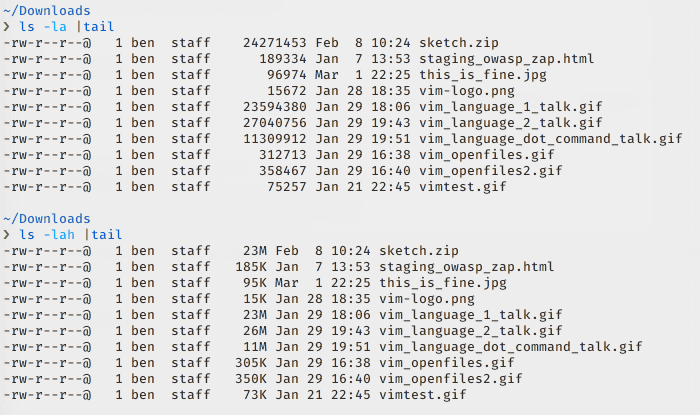 ~/Downloads
❯ ls -la |tail
-rw-r--r--@   1 ben  staff    24271453 Feb  8 10:24 sketch.zip
-rw-r--r--@   1 ben  staff      189334 Jan  7 13:53 staging_owasp_zap.html
-rw-r--r--@   1 ben  staff       96974 Mar  1 22:25 this_is_fine.jpg
-rw-r--r--@   1 ben  staff       15672 Jan 28 18:35 vim-logo.png
-rw-r--r--@   1 ben  staff    23594380 Jan 29 18:06 vim_language_1_talk.gif
-rw-r--r--@   1 ben  staff    27040756 Jan 29 19:43 vim_language_2_talk.gif
-rw-r--r--@   1 ben  staff    11309912 Jan 29 19:51 vim_language_dot_command_talk.gif
-rw-r--r--@   1 ben  staff      312713 Jan 29 16:38 vim_openfiles.gif
-rw-r--r--@   1 ben  staff      358467 Jan 29 16:40 vim_openfiles2.gif
-rw-r--r--@   1 ben  staff       75257 Jan 21 22:45 vimtest.gif
~/Downloads
❯ ls -lah |tail
-rw-r--r--@   1 ben  staff    23M Feb  8 10:24 sketch.zip
-rw-r--r--@   1 ben  staff   185K Jan  7 13:53 staging_owasp_zap.html
-rw-r--r--@   1 ben  staff    95K Mar  1 22:25 this_is_fine.jpg
-rw-r--r--@   1 ben  staff    15K Jan 28 18:35 vim-logo.png
-rw-r--r--@   1 ben  staff    23M Jan 29 18:06 vim_language_1_talk.gif
-rw-r--r--@   1 ben  staff    26M Jan 29 19:43 vim_language_2_talk.gif
-rw-r--r--@   1 ben  staff    11M Jan 29 19:51 vim_language_dot_command_talk.gif
-rw-r--r--@   1 ben  staff   305K Jan 29 16:38 vim_openfiles.gif
-rw-r--r--@   1 ben  staff   350K Jan 29 16:40 vim_openfiles2.gif
-rw-r--r--@   1 ben  staff    73K Jan 21 22:45 vimtest.gif